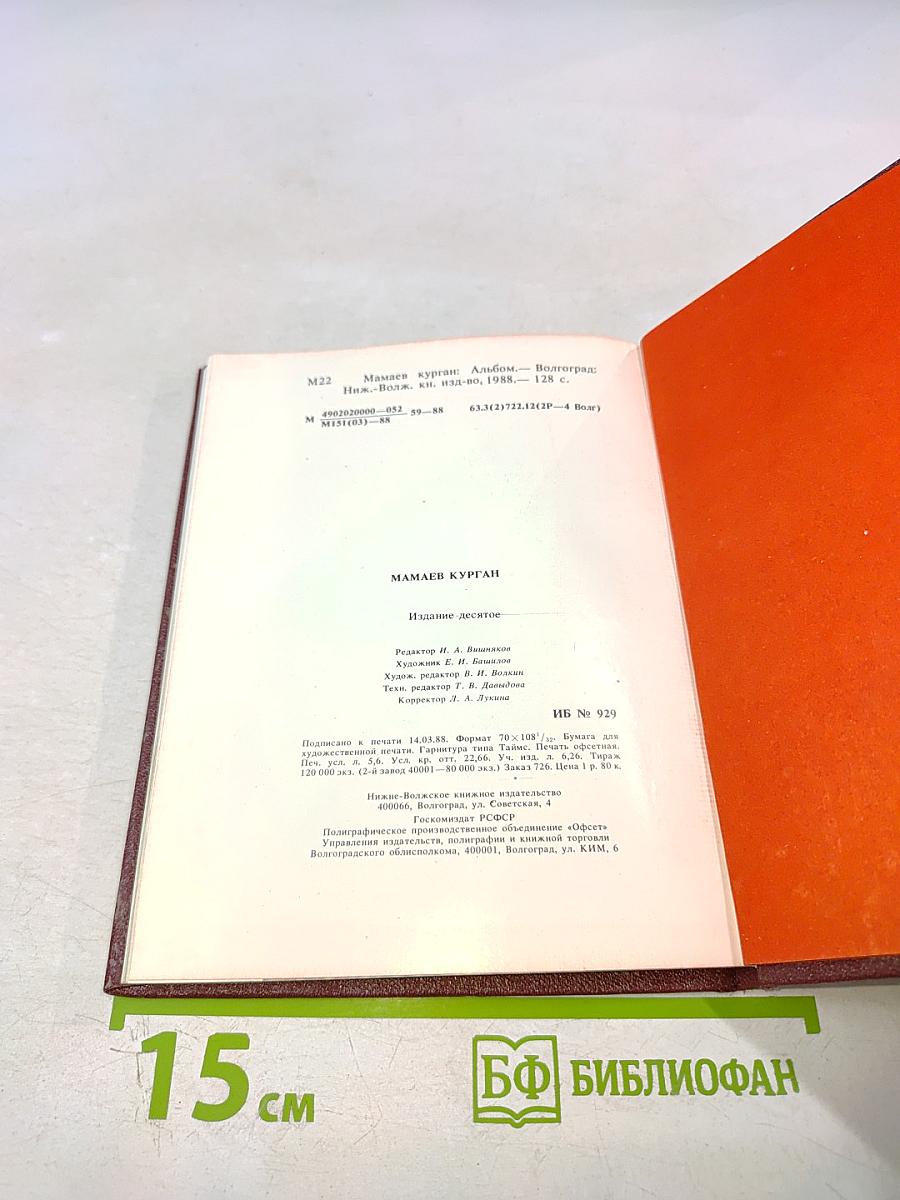 М22 Мамаев курган: Альбом.— Волгоград:
Ниж.-Волж. кн. изд-во, 1988.— 128 с.
М 4902020000—052 59—88 63.3(2)722.12(2Р—4 Волг)
М151(03)—88
МАМАЕВ КУРГАН
Издание десятое
Редактор И. А. Вишняков
Художник Е. И. Башилов
Худож. редактор В. И. Волкин
Техн. редактор Т. В. Давыдова
Корректор Л. А. Лукина
ИБ № 929
Подписано к печати 14.03.88. Формат 70×108¹/₃₂. Бумага для
художественной печати. Гарнитура типа Таймс. Печать офсетная.
Печ. усл. л. 5,6. Усл. кр. отт. 22,66. Уч. изд. л. 6,26. Тираж
120 000 экз. (2-й завод 40001—80 000 экз.) Заказ 726. Цена 1 р. 80 к.
Нижне-Волжское книжное издательство
400066, Волгоград, ул. Советская, 4
Госкомиздат РСФСР
Полиграфическое производственное объединение «Офсет»
Управления издательств, полиграфии и книжной торговли
Волгоградского облисполкома, 400001, Волгоград, ул. КИМ, 6
15 см
БФ БИБЛИОФАН